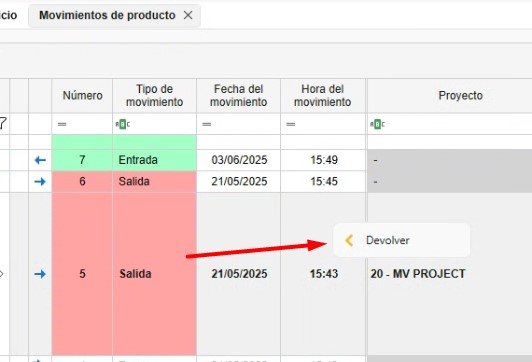 cio
Movimientos de producto
Número
Tipo de
movimiento
Fecha del
movimiento
Hora del
movimiento
Proyecto
=
=
=
7 Entrada 03/06/2025 15:49 -
6 Salida 21/05/2025 15:45 -
Devolver
5 Salida 21/05/2025 15:43 20 - MV PROJECT